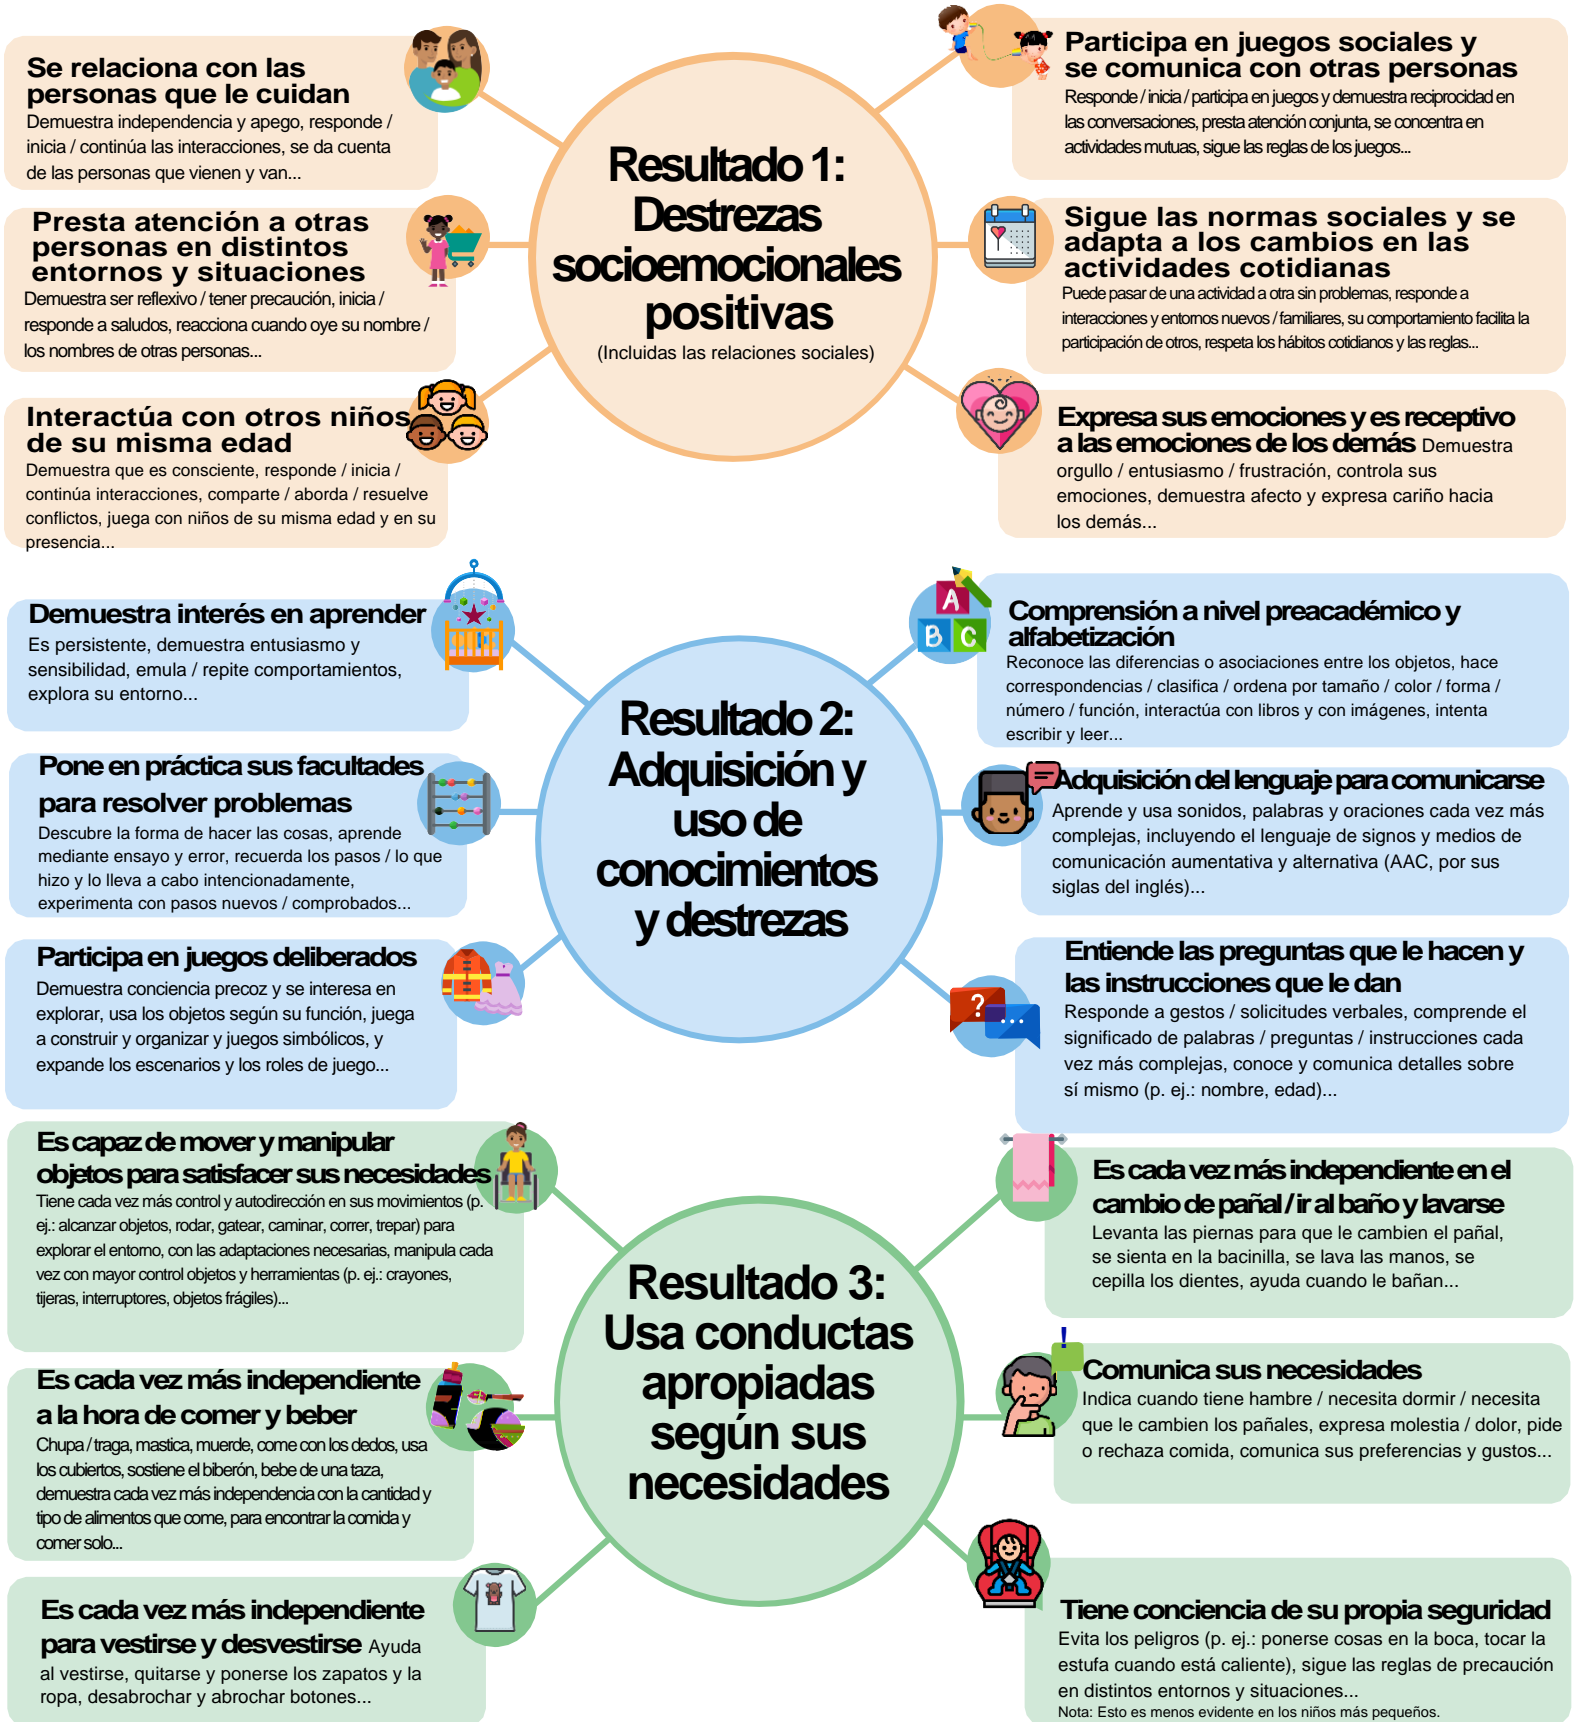 Se relaciona con las
personas que le cuidan
Demuestra independencia y apego, responde /
inicia / continúa las interacciones, se da cuenta
de las personas que vienen y van...
Presta atención a otras
personas en distintos
entornos y situaciones
Demuestra ser reflexivo / tener precaución, inicia /
responde a saludos, reacciona cuando oye su nombre /
los nombres de otras personas...
Interactúa con otros niños
de su misma edad
Demuestra que es consciente, responde / inicia /
continúa interacciones, comparte / aborda / resuelve
conflictos, juega con niños de su misma edad y en su
presencia...
Resultado 1:
Destrezas
socioemocionales
positivas
(Incluidas las relaciones sociales)
Participa en juegos sociales y
se comunica con otras personas
Responde / inicia / participa en juegos y demuestra reciprocidad en
las conversaciones, presta atención conjunta, se concentra en
actividades mutuas, sigue las reglas de los juegos...
Sigue las normas sociales y se
adapta a los cambios en las
actividades cotidianas
Puede pasar de una actividad a otra sin problemas, responde a
interacciones y entornos nuevos / familiares, su comportamiento facilita la
participación de otros, respeta los hábitos cotidianos y las reglas...
Expresa sus emociones y es receptivo
a las emociones de los demás Demuestra
orgullo / entusiasmo / frustración, controla sus
emociones, demuestra afecto y expresa cariño hacia
los demás...
Demuestra interés en aprender
Es persistente, demuestra entusiasmo y
sensibilidad, emula / repite comportamientos,
explora su entorno...
Pone en práctica sus facultades
para resolver problemas
Descubre la forma de hacer las cosas, aprende
mediante ensayo y error, recuerda los pasos / lo que
hizo y lo lleva a cabo intencionadamente,
experimenta con pasos nuevos / comprobados...
Participa en juegos deliberados
Demuestra conciencia precoz y se interesa en
explorar, usa los objetos según su función, juega
a construir y organizar y juegos simbólicos, y
expande los escenarios y los roles de juego...
Resultado 2:
Adquisición y
uso de
conocimientos
y destrezas
A
B C
Comprensión a nivel preacadémico y
alfabetización
Reconoce las diferencias o asociaciones entre los objetos, hace
correspondencias / clasifica / ordena por tamaño / color / forma /
número / función, interactúa con libros y con imágenes, intenta
escribir y leer...
Adquisición del lenguaje para comunicarse
Aprende y usa sonidos, palabras y oraciones cada vez más
complejas, incluyendo el lenguaje de signos y medios de
comunicación aumentativa y alternativa (AAC, por sus
siglas del inglés)...
Entiende las preguntas que le hacen y
las instrucciones que le dan
Responde a gestos / solicitudes verbales, comprende el
significado de palabras / preguntas / instrucciones cada
vez más complejas, conoce y comunica detalles sobre
sí mismo (p. ej.: nombre, edad)...
? ...
Es capaz de mover y manipular
objetos para satisfacer sus necesidades
Tiene cada vez más control y autodirección en sus movimientos (p.
ej.: alcanzar objetos, rodar, gatear, caminar, correr, trepar) para
explorar el entorno, con las adaptaciones necesarias, manipula cada
vez con mayor control objetos y herramientas (p. ej.: crayones,
tijeras, interruptores, objetos frágiles)...
Es cada vez más independiente
a la hora de comer y beber
Chupa / traga, mastica, muerde, come con los dedos, usa
los cubiertos, sostiene el biberón, bebe de una taza,
demuestra cada vez más independencia con la cantidad y
tipo de alimentos que come, para encontrar la comida y
comer solo...
Es cada vez más independiente
para vestirse y desvestirse Ayuda
al vestirse, quitarse y ponerse los zapatos y la
ropa, desabrochar y abrochar botones...
Resultado 3:
Usa conductas
apropiadas
según sus
necesidades
Es cada vez más independiente en el
cambio de pañal / ir al baño y lavarse
Levanta las piernas para que le cambien el pañal,
se sienta en la bacinilla, se lava las manos, se
cepilla los dientes, ayuda cuando le bañan...
!
Comunica sus necesidades
Indica cuando tiene hambre / necesita dormir / necesita
que le cambien los pañales, expresa molestia / dolor, pide
o rechaza comida, comunica sus preferencias y gustos...
Tiene conciencia de su propia seguridad
Evita los peligros (p. ej.: ponerse cosas en la boca, tocar la
estufa cuando está caliente), sigue las reglas de precaución
en distintos entornos y situaciones...
Nota: Esto es menos evidente en los niños más pequeños.